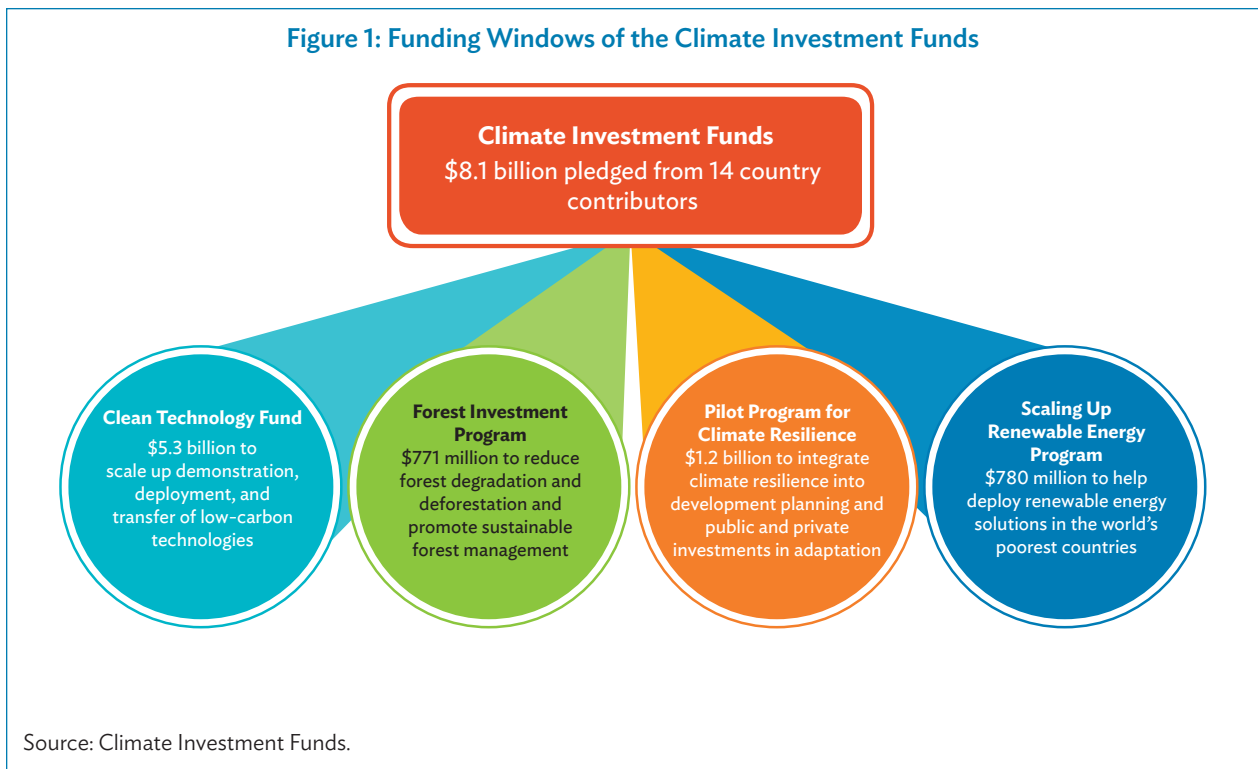 Figure 1: Funding Windows of the Climate Investment Funds
Climate Investment Funds
$8.1 billion pledged from 14 country
contributors
Clean Technology Fund
$5.3 billion to
scale up demonstration,
deployment, and
transfer of low-carbon
technologies
Forest Investment
Program
$771 million to reduce
forest degradation and
deforestation and
promote sustainable
forest management
Pilot Program for
Climate Resilience
$1.2 billion to integrate
climate resilience into
development planning and
public and private
investments in adaptation
Scaling Up
Renewable Energy
Program
$780 million to help
deploy renewable energy
solutions in the world’s
poorest countries
Source: Climate Investment Funds.